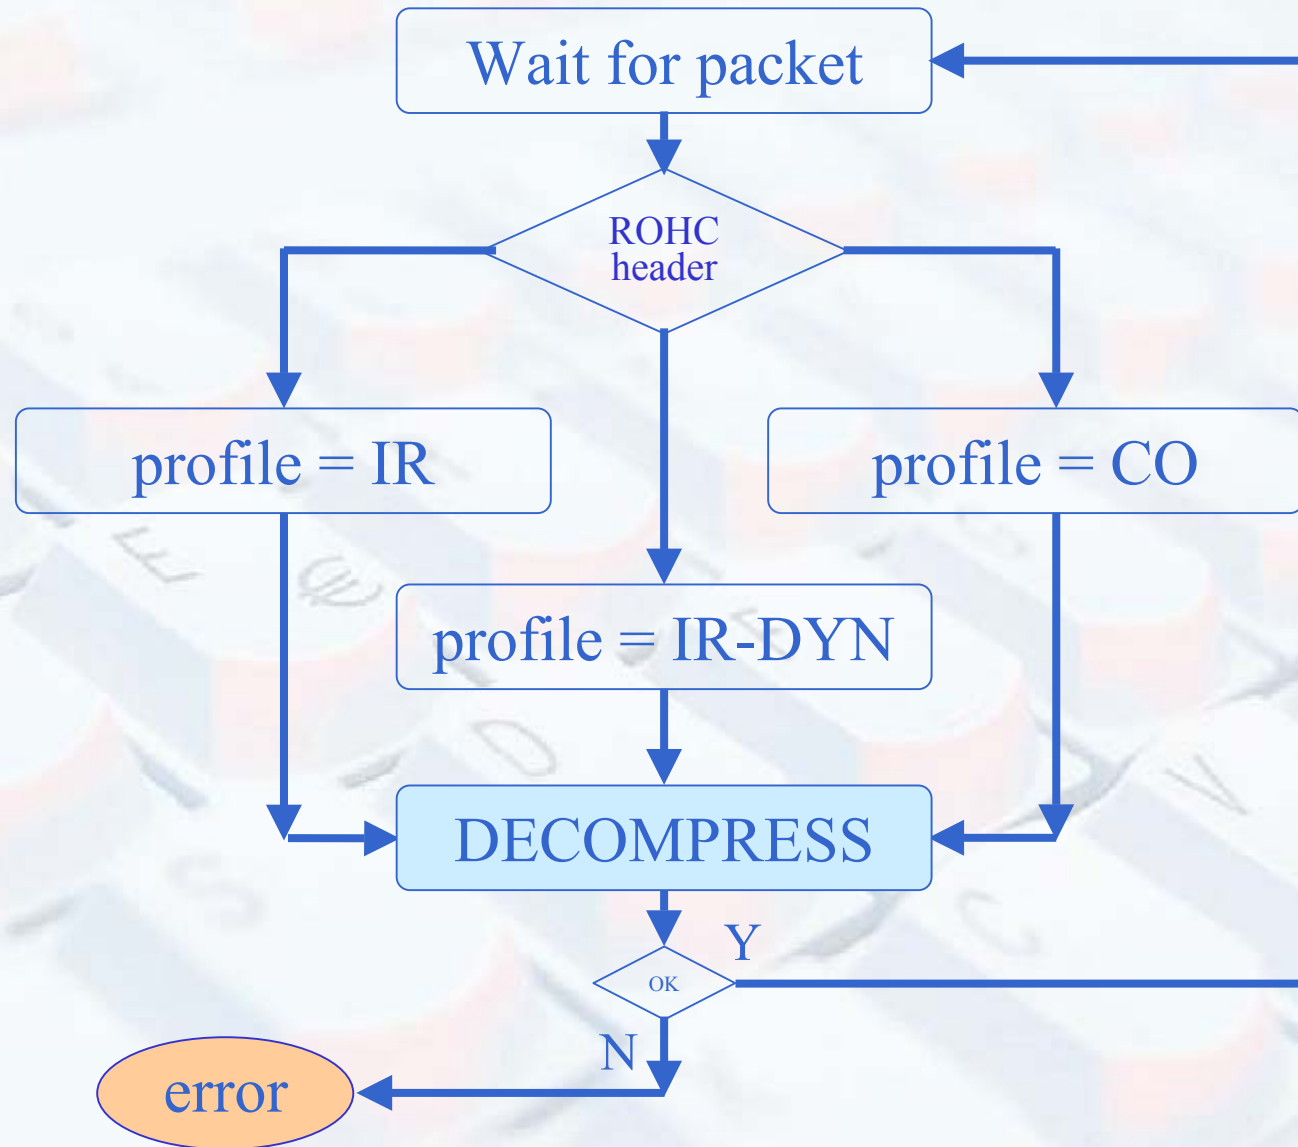 Wait for packet
ROHC
header
profile = IR
profile = CO
profile = IR-DYN
DECOMPRESS
Y
OK
N
error